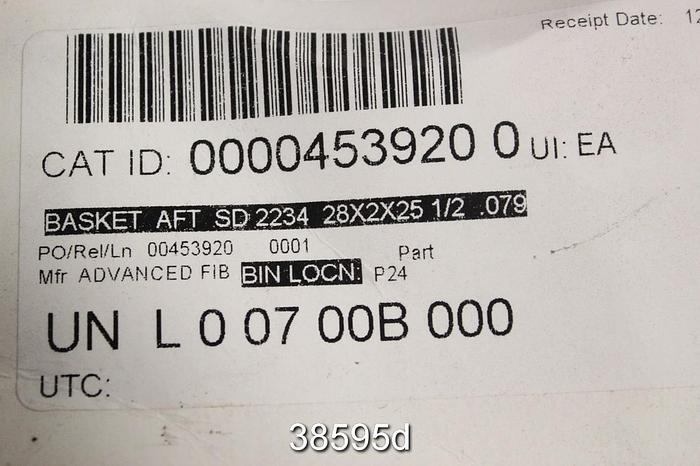 Receipt Date: 12
CAT ID: 0000453920 0 UI: EA
BASKET AFT SD 2234 28X2X25 1/2 .079
PO/Rel/Ln 00453920 0001 Part
Mfr ADVANCED FIB BIN LOCN: P24
UN L 0 07 00B 000
UTC:
38595d